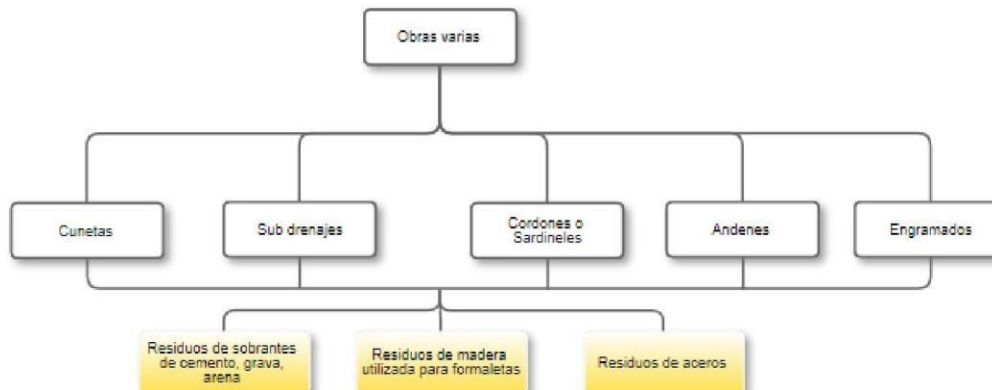 Obras varias
Cunetas
Sub drenajes
Cordones o
Sardineles
Andenes
Engramados
Residuos de sobrantes
de cemento, grava,
arena
Residuos de madera
utilizada para formaletas
Residuos de aceros